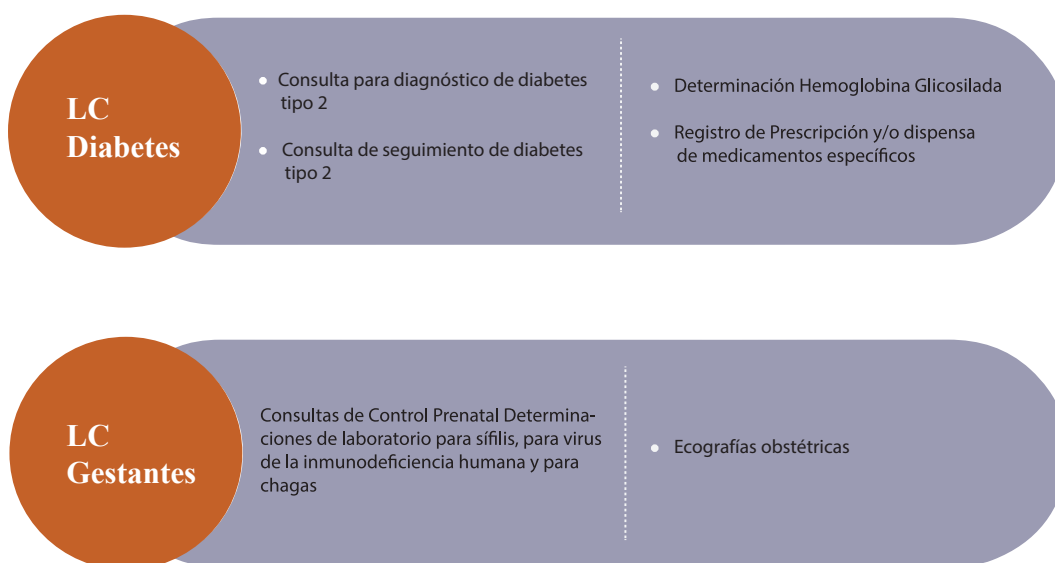 LC
Diabetes
• Consulta para diagnóstico de diabetes
tipo 2
• Consulta de seguimiento de diabetes
tipo 2
• Determinación Hemoglobina Glicosilada
• Registro de Prescripción y/o dispensa
de medicamentos específicos
LC
Gestantes
Consultas de Control Prenatal Determina-
ciones de laboratorio para sífilis, para virus
de la inmunodeficiencia humana y para
chagas
• Ecografías obstétricas